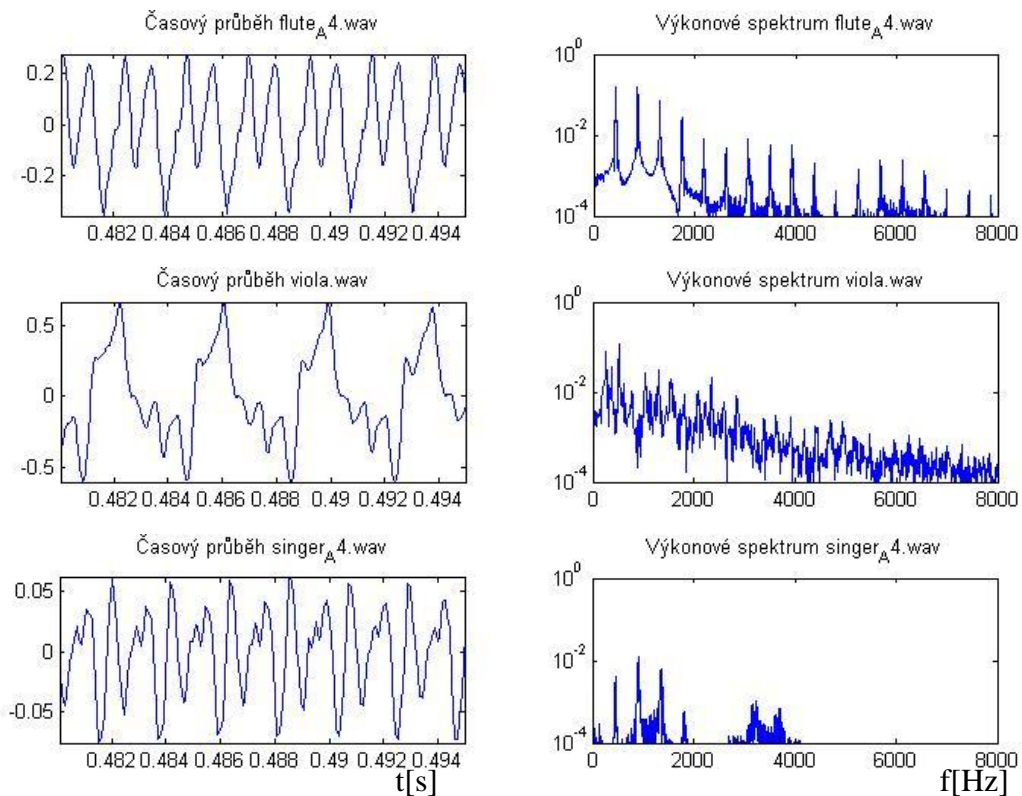 Časový průběh flute_A4.wav
0.2
0
-0.2
0.482 0.484 0.486 0.488 0.49 0.492 0.494
Výkonové spektrum flute_A4.wav
10^0
10^-2
10^-4
0 2000 4000 6000 8000
Časový průběh viola.wav
0.5
0
-0.5
0.482 0.484 0.486 0.488 0.49 0.492 0.494
Výkonové spektrum viola.wav
10^0
10^-2
10^-4
0 2000 4000 6000 8000
Časový průběh singer_A4.wav
0.05
0
-0.05
0.482 0.484 0.486 0.488 0.49 0.492 0.494
t[s]
Výkonové spektrum singer_A4.wav
10^0
10^-2
10^-4
0 2000 4000 6000 8000
f[Hz]